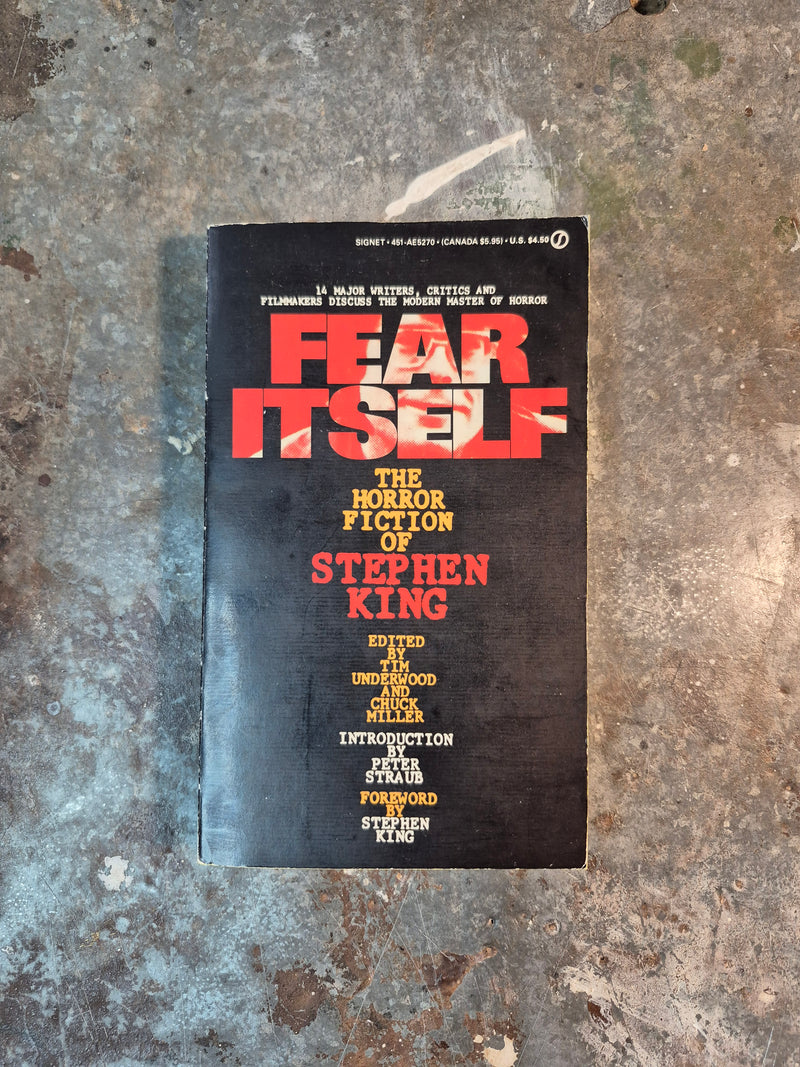 SIGNET • 451-AE5270 • (CANADA $5.95) • U.S. $4.50
14 MAJOR WRITERS, CRITICS AND
FILMMAKERS DISCUSS THE MODERN MASTER OF HORROR
FEAR
ITSELF
THE
HORROR
FICTION
OF
STEPHEN
KING
EDITED
BY
TIM
UNDERWOOD
AND
CHUCK
MILLER
INTRODUCTION
BY
PETER
STRAUB
FOREWORD
BY
STEPHEN
KING